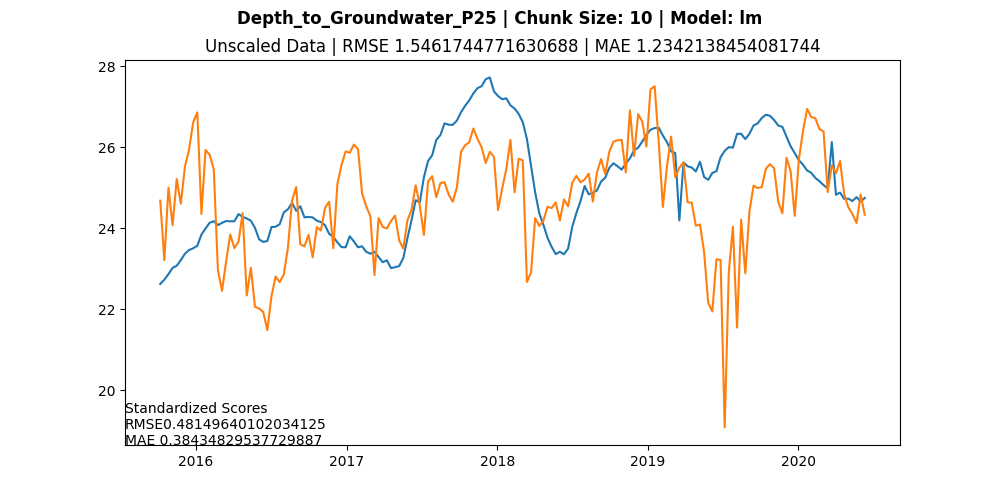 Depth_to_Groundwater_P25 | Chunk Size: 10 | Model: lm
Unscaled Data | RMSE 1.5461744771630688 | MAE 1.2342138454081744
28
26
24
22
20
Standardized Scores
RMSE0.48149640102034125
MAE 0.38434829537729887
2016 2017 2018 2019 2020